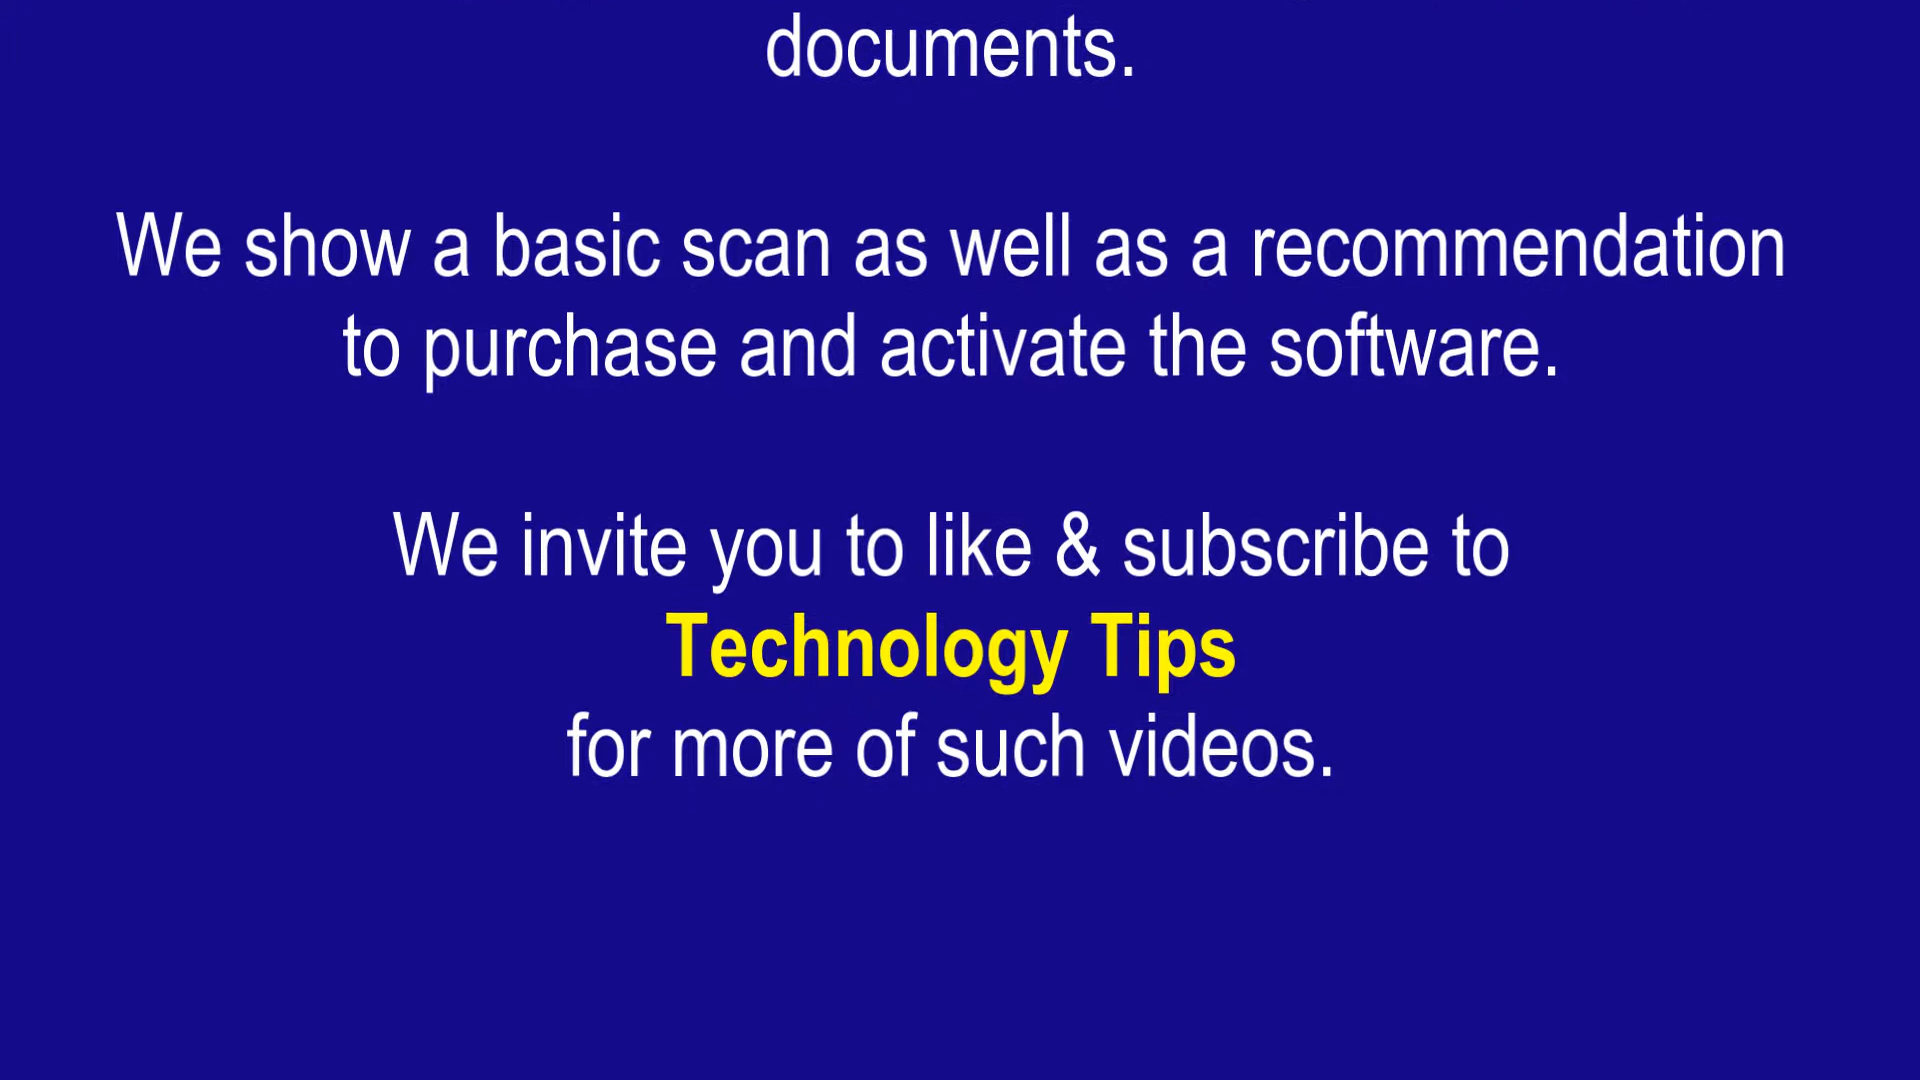 documents.
We show a basic scan as well as a recommendation
to purchase and activate the software.
We invite you to like & subscribe to
Technology Tips
for more of such videos.